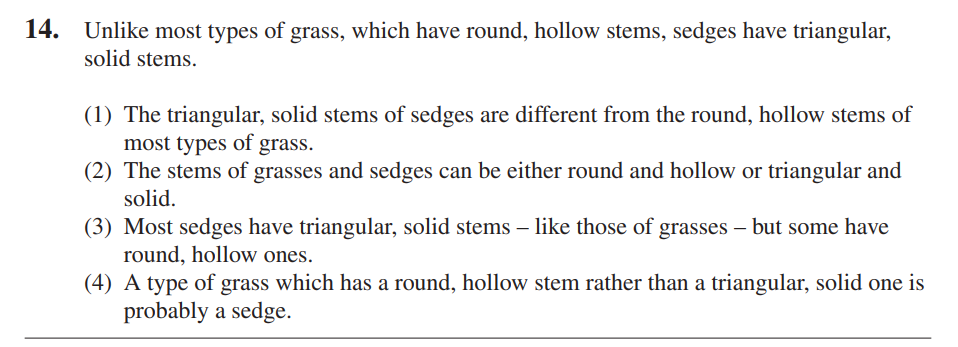 14. Unlike most types of grass, which have round, hollow stems, sedges have triangular,
solid stems.
(1) The triangular, solid stems of sedges are different from the round, hollow stems of
most types of grass.
(2) The stems of grasses and sedges can be either round and hollow or triangular and
solid.
(3) Most sedges have triangular, solid stems – like those of grasses – but some have
round, hollow ones.
(4) A type of grass which has a round, hollow stem rather than a triangular, solid one is
probably a sedge.